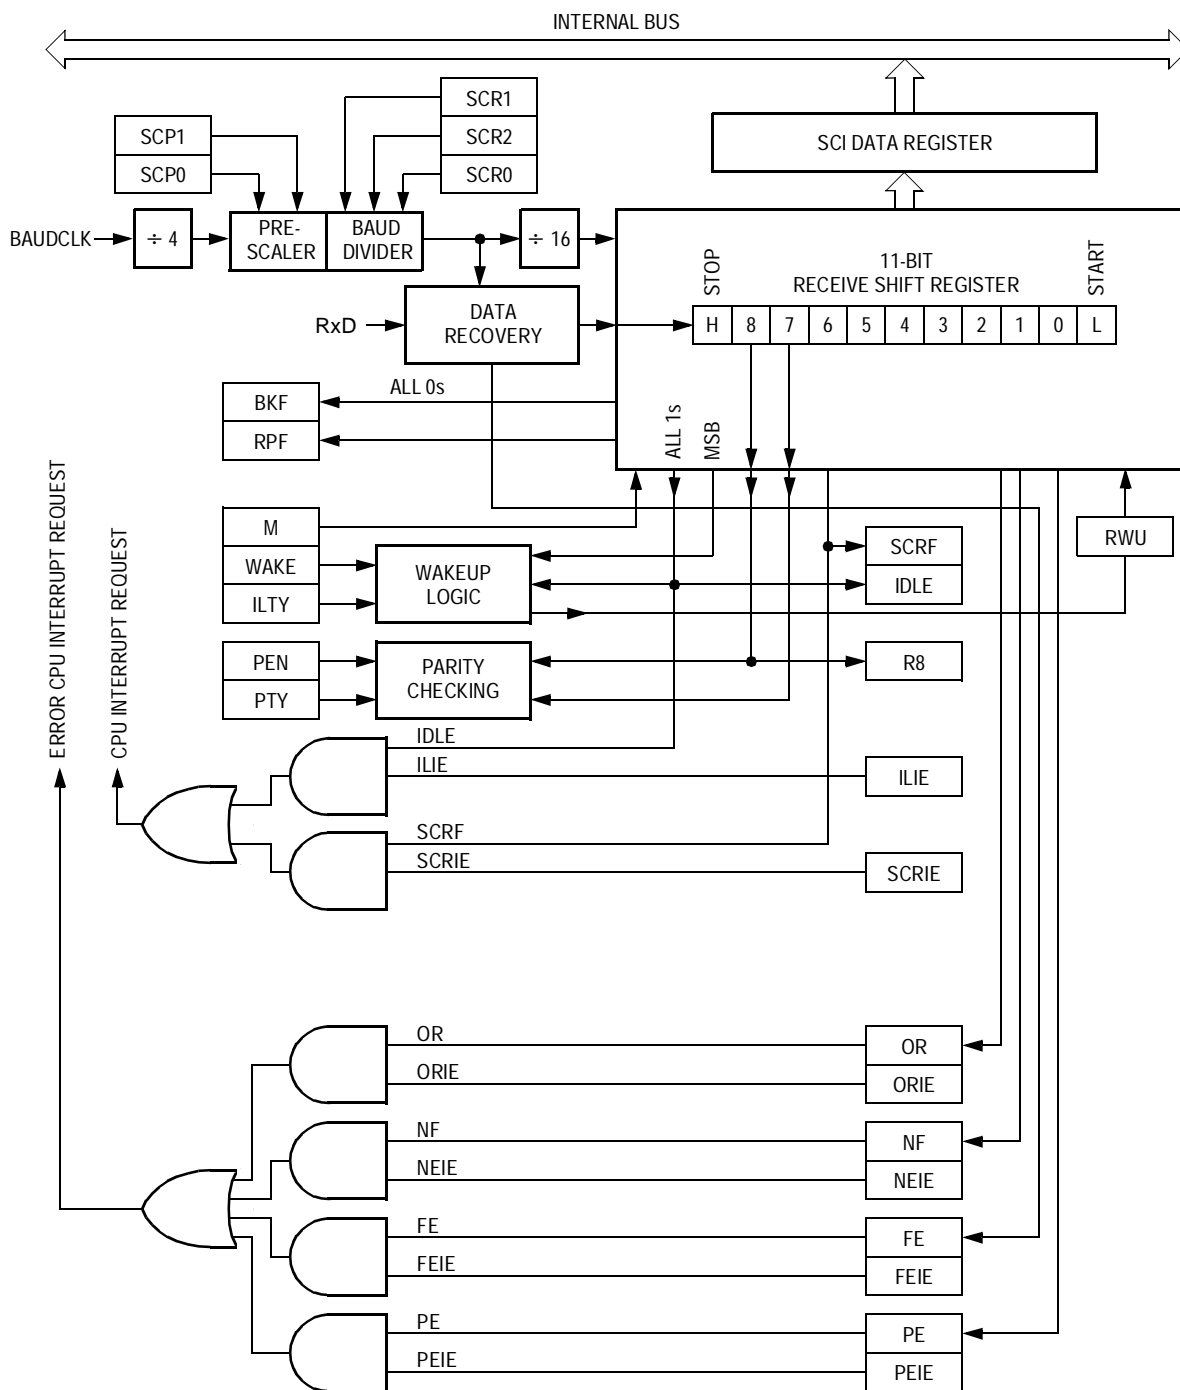 INTERNAL BUS
SCR1
SCR2
SCR0
SCP1
SCP0
SCI DATA REGISTER
BAUDCLK
÷ 4
PRE-
SCALER
BAUD
DIVIDER
÷ 16
STOP
11-BIT
RECEIVE SHIFT REGISTER
START
H 8 7 6 5 4 3 2 1 0 L
RxD
DATA
RECOVERY
ALL 0s
BKF
RPF
ALL 1s
MSB
M
WAKE
ILTY
WAKEUP
LOGIC
SCRF
IDLE
RWU
PEN
PTY
PARITY
CHECKING
R8
ERROR CPU INTERRUPT REQUEST
CPU INTERRUPT REQUEST
IDLE
ILIE
ILIE
SCRF
SCRIE
SCRIE
OR
OR
ORIE
ORIE
NF
NF
NEIE
NEIE
FE
FE
FEIE
FEIE
PE
PE
PEIE
PEIE